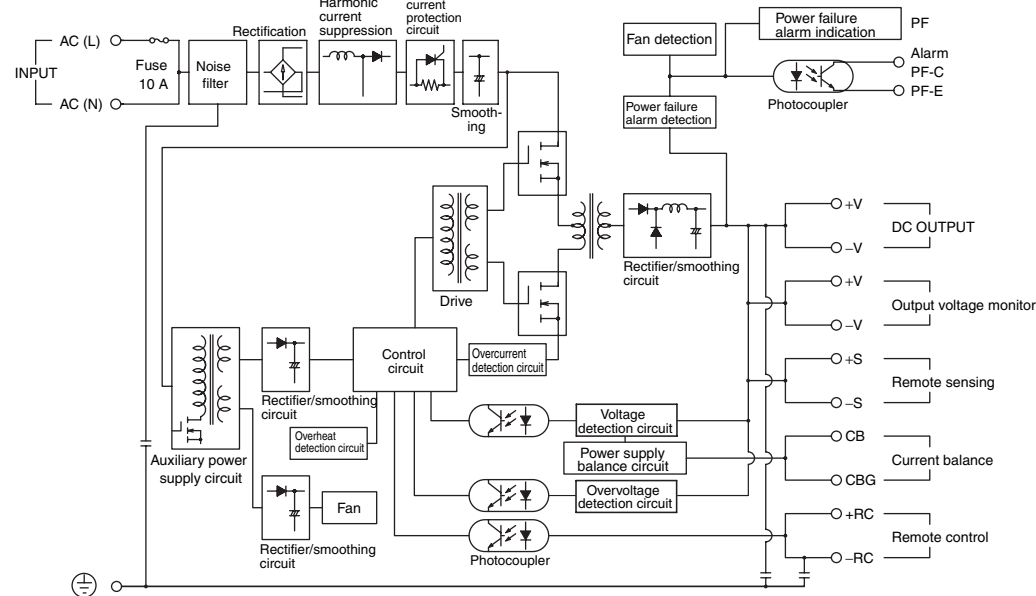 Harmonic
current
suppression
current
protection
circuit
Rectification
AC (L)
INPUT
AC (N)
Fuse
10 A
Noise
filter
Smooth-
ing
Fan detection
Power failure
alarm detection
Power failure
alarm indication
PF
Alarm
PF-C
PF-E
Photocoupler
Drive
Rectifier/smoothing
circuit
+V
–V
DC OUTPUT
+V
–V
Output voltage monitor
+S
–S
Remote sensing
CB
CBG
Current balance
+RC
–RC
Remote control
Control
circuit
Overcurrent
detection circuit
Rectifier/smoothing
circuit
Overheat
detection circuit
Auxiliary power
supply circuit
Voltage
detection circuit
Power supply
balance circuit
Overvoltage
detection circuit
Fan
Rectifier/smoothing
circuit
Photocoupler